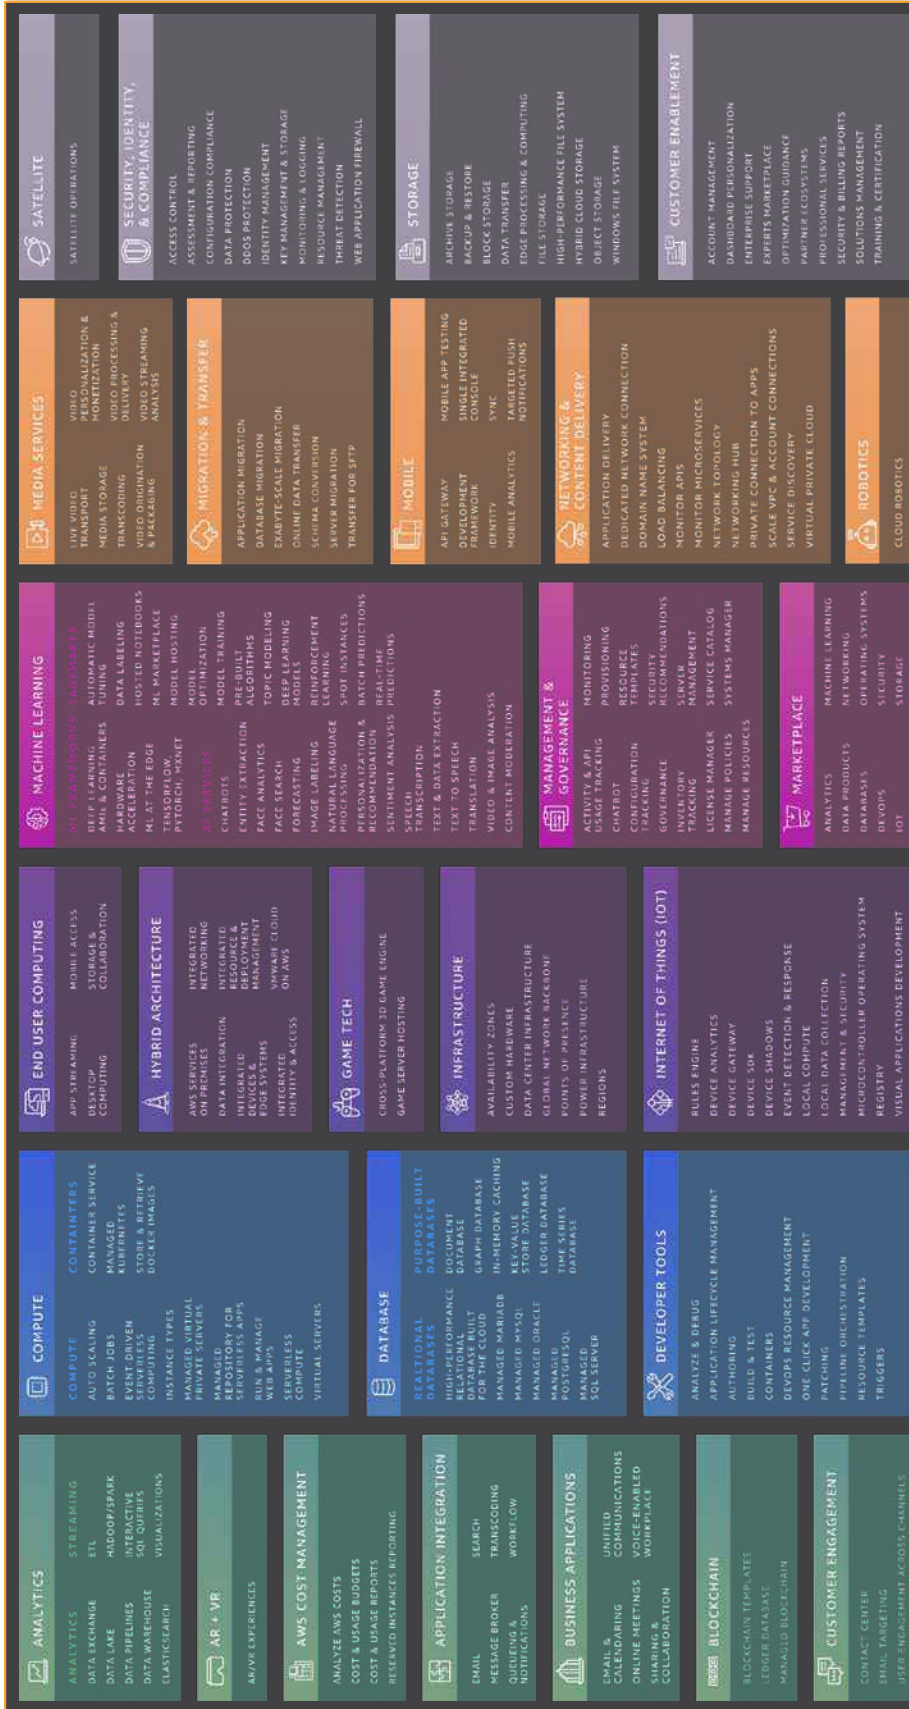 ANALYTICS
ANALYTICS
DATA EXCHANGE
DATA LAKE
DATA PIPELINES
DATA WAREHOUSE
ELASTICSEARCH
STREAMING
ETL
HADOOP/SPARK
INTERACTIVE
SQL QUERIES
VISUALIZATIONS
AR + VR
AR/VR EXPERIENCES
AWS COST MANAGEMENT
ANALYZE AWS COSTS
COST & USAGE BUDGETS
COST & USAGE REPORTS
RESERVED INSTANCES REPORTING
APPLICATION INTEGRATION
EMAIL
MESSAGE BROKER
QUEUING &
NOTIFICATIONS
SEARCH
TRANSCODING
WORKFLOW
BUSINESS APPLICATIONS
EMAIL &
CALENDARING
ONLINE MEETINGS
SHARING &
COLLABORATION
UNIFIED
COMMUNICATIONS
VOICE-ENABLED
WORKPLACE
BLOCKCHAIN
BLOCKCHAIN TEMPLATES
LEDGER DATABASE
MANAGED BLOCKCHAIN
CUSTOMER ENGAGEMENT
CONTACT CENTER
EMAIL TARGETING
USER ENGAGEMENT ACROSS CHANNELS
COMPUTE
COMPUTE
AUTO SCALING
BATCH JOBS
EVENT-DRIVEN
SERVERLESS
COMPUTING
INSTANCE TYPES
MANAGED VIRTUAL
PRIVATE SERVERS
MANAGED
REPOSITORY FOR
SERVERLESS APPS
RUN & MANAGE
WEB APPS
SERVERLESS
COMPUTE
VIRTUAL SERVERS
CONTAINTERS
CONTAINER SERVICE
MANAGED
KUBERNETES
STORE & RETRIEVE
DOCKER IMAGES
DATABASE
REALTIONAL
DATABASES
HIGH-PERFORMANCE
RELATIONAL
DATABASE BUILT
FOR THE CLOUD
MANAGED MARIADB
MANAGED MYSQL
MANAGED ORACLE
MANAGED
POSTGRESQL
MANAGED
SQL SERVER
PURPOSE-BUILT
DATABASES
DOCUMENT
DATABASE
GRAPH DATABASE
IN-MEMORY CACHING
KEY-VALUE
STORE DATABASE
LEDGER DATABASE
TIME SERIES
DATABASE
DEVELOPER TOOLS
ANALYZE & DEBUG
APPLICATION LIFECYCLE MANAGEMENT
AUTHORING
BUILD & TEST
CONTAINERS
DEVOPS RESOURCE MANAGEMENT
ONE CLICK APP DEVELOPMENT
PATCHING
PIPELINE ORCHESTRATION
RESOURCE TEMPLATES
TRIGGERS
END USER COMPUTING
APP STREAMING
DESKTOP
COMPUTING
MOBILE ACCESS
STORAGE &
COLLABORATION
HYBRID ARCHITECTURE
AWS SERVICES
ON PREMISES
DATA INTEGRATION
INTEGRATED
DEVICES &
EDGE SYSTEMS
INTEGRATED
IDENTITY & ACCESS
INTEGRATED
NETWORKING
INTEGRATED
RESOURCE &
DEPLOYMENT
MANAGEMENT
VMWARE CLOUD
ON AWS
GAME TECH
CROSS-PLATFORM 3D GAME ENGINE
GAME SERVER HOSTING
INFRASTRUCTURE
AVAILABILITY ZONES
CUSTOM HARDWARE
DATA CENTER INFRASTRUCTURE
GLOBAL NETWORK BACKBONE
POINTS OF PRESENCE
POWER INFRASTRUCTURE
REGIONS
INTERNET OF THINGS (IOT)
RULES ENGINE
DEVICE ANALYTICS
DEVICE GATEWAY
DEVICE SDK
DEVICE SHADOWS
EVENT DETECTION & RESPONSE
LOCAL COMPUTE
LOCAL DATA COLLECTION
MANAGEMENT & SECURITY
MICROCONTROLLER OPERATING SYSTEM
REGISTRY
VISUAL APPLICATIONS DEVELOPMENT
MACHINE LEARNING
ML FRAMEWORKS
DEEP LEARNING
AMIS & CONTAINERS
HARDWARE
ACCELERATION
ML AT THE EDGE
TENSORFLOW,
PYTORCH, MXNET
AI SERVICES
CHATBOTS
ENTITY EXTRACTION
FACE ANALYTICS
FACE SEARCH
FORECASTING
IMAGE LABELING
NATURAL LANGUAGE
PROCESSING
PERSONALIZATION &
RECOMMENDATION
SENTIMENT ANALYSIS
SPEECH
TRANSCRIPTION
TEXT & DATA EXTRACTION
TEXT TO SPEECH
TRANSLATION
VIDEO & IMAGE ANALYSIS
CONTENT MODERATION
SAGEMAKER
AUTOMATIC MODEL
TUNING
DATA LABELING
HOSTED NOTEBOOKS
ML MARKETPLACE
MODEL HOSTING
MODEL
OPTIMIZATION
MODEL TRAINING
PRE-BUILT
ALGORITHMS
TOPIC MODELING
DEEP LEARNING
MODELS
REINFORCEMENT
LEARNING
SPOT INSTANCES
BATCH PREDICTIONS
REAL-TIME
PREDICTIONS
MANAGEMENT &
GOVERNANCE
ACTIVITY & API
USAGE TRACKING
CHATBOT
CONFIGURATION
TRACKING
GOVERNANCE
INVENTORY
TRACKING
LICENSE MANAGER
MANAGE POLICIES
MANAGE RESOURCES
MONITORING
PROVISIONING
RESOURCE
TEMPLATES
SECURITY
RECOMMENDATIONS
SERVER
MANAGEMENT
SERVICE CATALOG
SYSTEMS MANAGER
MARKETPLACE
ANALYTICS
DATA PRODUCTS
DATABASES
DEVOPS
IOT
MACHINE LEARNING
NETWORKING
OPERATING SYSTEMS
SECURITY
STORAGE
MEDIA SERVICES
LIVE VIDEO
TRANSPORT
MEDIA STORAGE
TRANSCODING
VIDEO ORIGINATION
& PACKAGING
VIDEO
PERSONALIZATION &
MONETIZATION
VIDEO PROCESSING &
DELIVERY
VIDEO STREAMING
ANALYSIS
MIGRATION & TRANSFER
APPLICATION MIGRATION
DATABASE MIGRATION
EXABYTE-SCALE MIGRATION
ONLINE DATA TRANSFER
SCHEMA CONVERSION
SERVER MIGRATION
TRANSFER FOR SFTP
MOBILE
API GATEWAY
DEVELOPMENT
FRAMEWORK
IDENTITY
MOBILE ANALYTICS
MOBILE APP TESTING
SINGLE INTEGRATED
CONSOLE
SYNC
TARGETED PUSH
NOTIFICATIONS
NETWORKING &
CONTENT DELIVERY
APPLICATION DELIVERY
DEDICATED NETWORK CONNECTION
DOMAIN NAME SYSTEM
LOAD BALANCING
MONITOR APIS
MONITOR MICROSERVICES
NETWORK TOPOLOGY
NETWORKING HUB
PRIVATE CONNECTION TO APPS
SCALE VPC & ACCOUNT CONNECTIONS
SERVICE DISCOVERY
VIRTUAL PRIVATE CLOUD
ROBOTICS
CLOUD ROBOTICS
SATELLITE
SATELLITE OPERATIONS
SECURITY, IDENTITY,
& COMPLIANCE
ACCESS CONTROL
ASSESSMENT & REPORTING
CONFIGURATION COMPLIANCE
DATA PROTECTION
DDOS PROTECTION
IDENTITY MANAGEMENT
KEY MANAGEMENT & STORAGE
MONITORING & LOGGING
RESOURCE MANAGEMENT
THREAT DETECTION
WEB APPLICATION FIREWALL
STORAGE
ARCHIVE STORAGE
BACKUP & RESTORE
BLOCK STORAGE
DATA TRANSFER
EDGE PROCESSING & COMPUTING
FILE STORAGE
HIGH-PERFORMANCE FILE SYSTEM
HYBRID CLOUD STORAGE
OBJECT STORAGE
WINDOWS FILE SYSTEM
CUSTOMER ENABLEMENT
ACCOUNT MANAGEMENT
DASHBOARD PERSONALIZATION
ENTERPRISE SUPPORT
EXPERTS MARKETPLACE
OPTIMIZATION GUIDANCE
PARTNER ECOSYSTEMS
PROFESSIONAL SERVICES
SECURITY & BILLING REPORTS
SOLUTIONS MANAGEMENT
TRAINING & CERTIFICATION